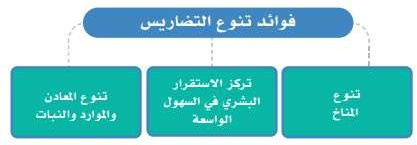 فوائد تنوع التضاريس
تنوع
المناخ
تركز الاستقرار
البشري في السهول
الواسعة
تنوع المعادن
والموارد والنبات